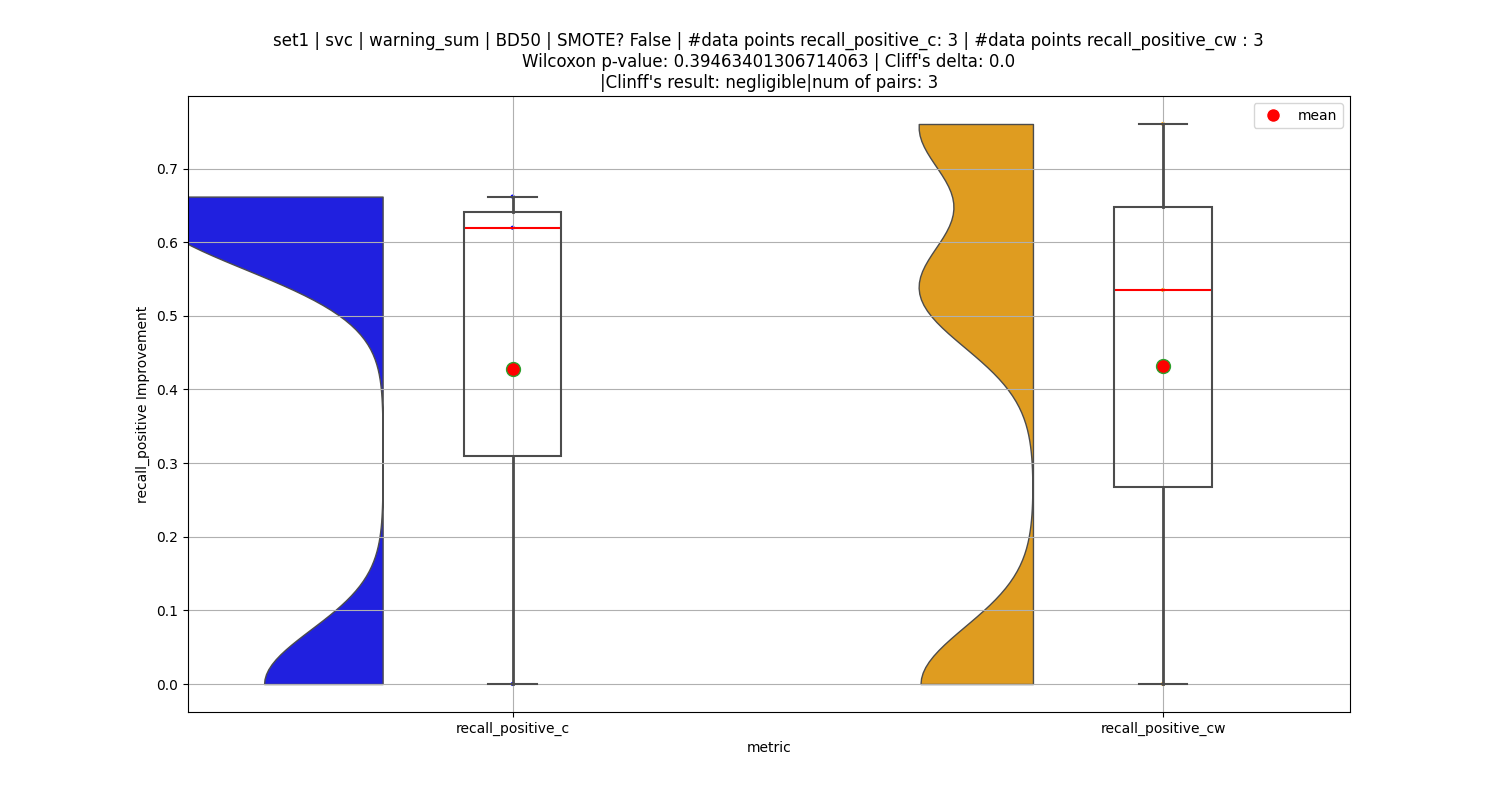 set1 | svc | warning_sum | BD50 | SMOTE? False | #data points recall_positive_c: 3 | #data points recall_positive_cw : 3
Wilcoxon p-value: 0.39463401306714063 | Cliff's delta: 0.0
|Clinff's result: negligible|num of pairs: 3
mean
recall_positive Improvement
0.7
0.6
0.5
0.4
0.3
0.2
0.1
0.0
recall_positive_c
recall_positive_cw
metric